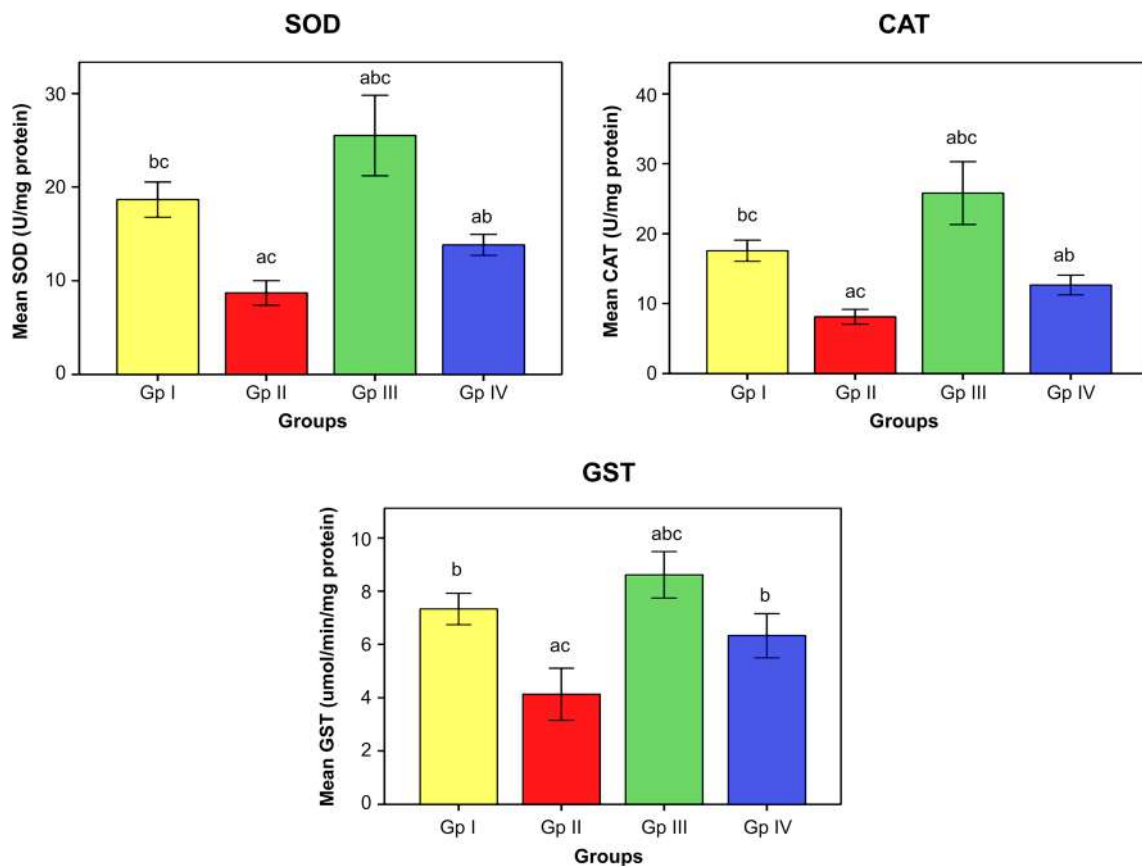 SOD
Mean SOD (U/mg protein)
30
20
10
0
bc
ac
abc
ab
Gp I Gp II Gp III Gp IV
Groups
CAT
Mean CAT (U/mg protein)
40
30
20
10
0
bc
ac
abc
ab
Gp I Gp II Gp III Gp IV
Groups
GST
Mean GST (umol/min/mg protein)
10
8
6
4
2
0
b
ac
abc
b
Gp I Gp II Gp III Gp IV
Groups